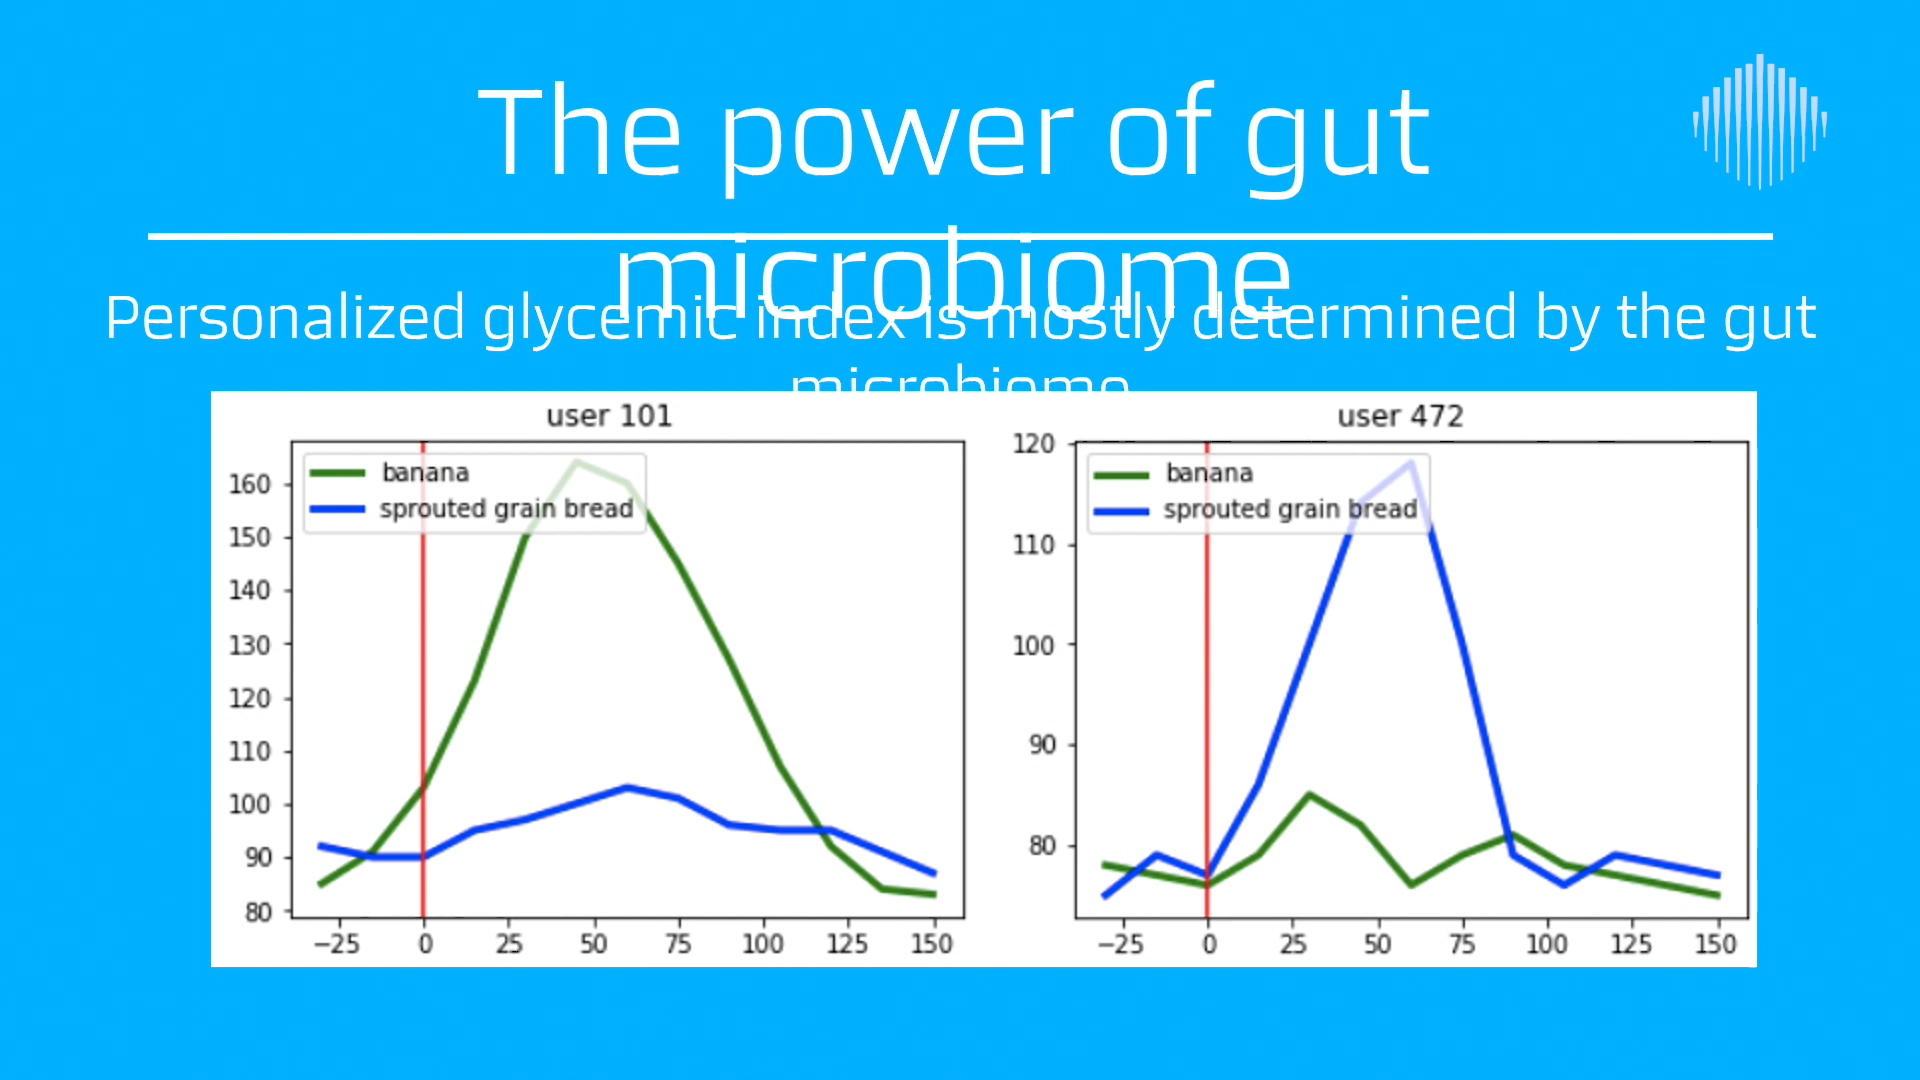 The power of gut
microbiome
Personalized glycemic index is mostly determined by the gut
microbiome
user 101
banana
sprouted grain bread
160
150
140
130
120
110
100
90
80
−25 0 25 50 75 100 125 150
user 472
banana
sprouted grain bread
120
110
100
90
80
−25 0 25 50 75 100 125 150